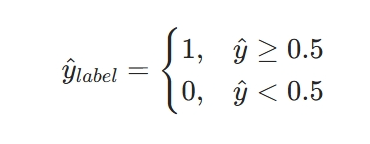 ŷ_label = { 1, ŷ ≥ 0.5
0, ŷ < 0.5